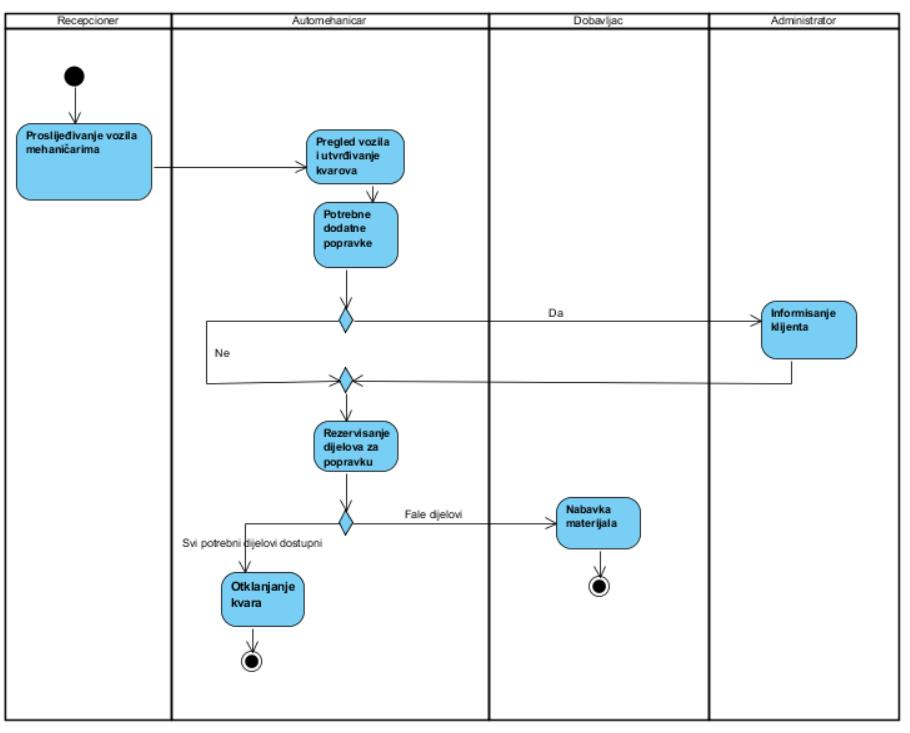 Recepcioner
Automehanicar
Dobavljac
Administrator
Proslijeđivanje vozila
mehaničarima
Pregled vozila
i utvrđivanje
kvarova
Potrebne
dodatne
popravke
Da
Informisanje
klijenta
Ne
Rezervisanje
dijelova za
popravku
Fale dijelovi
Nabavka
materijala
Svi potrebni dijelovi dostupni
Otklanjanje
kvara